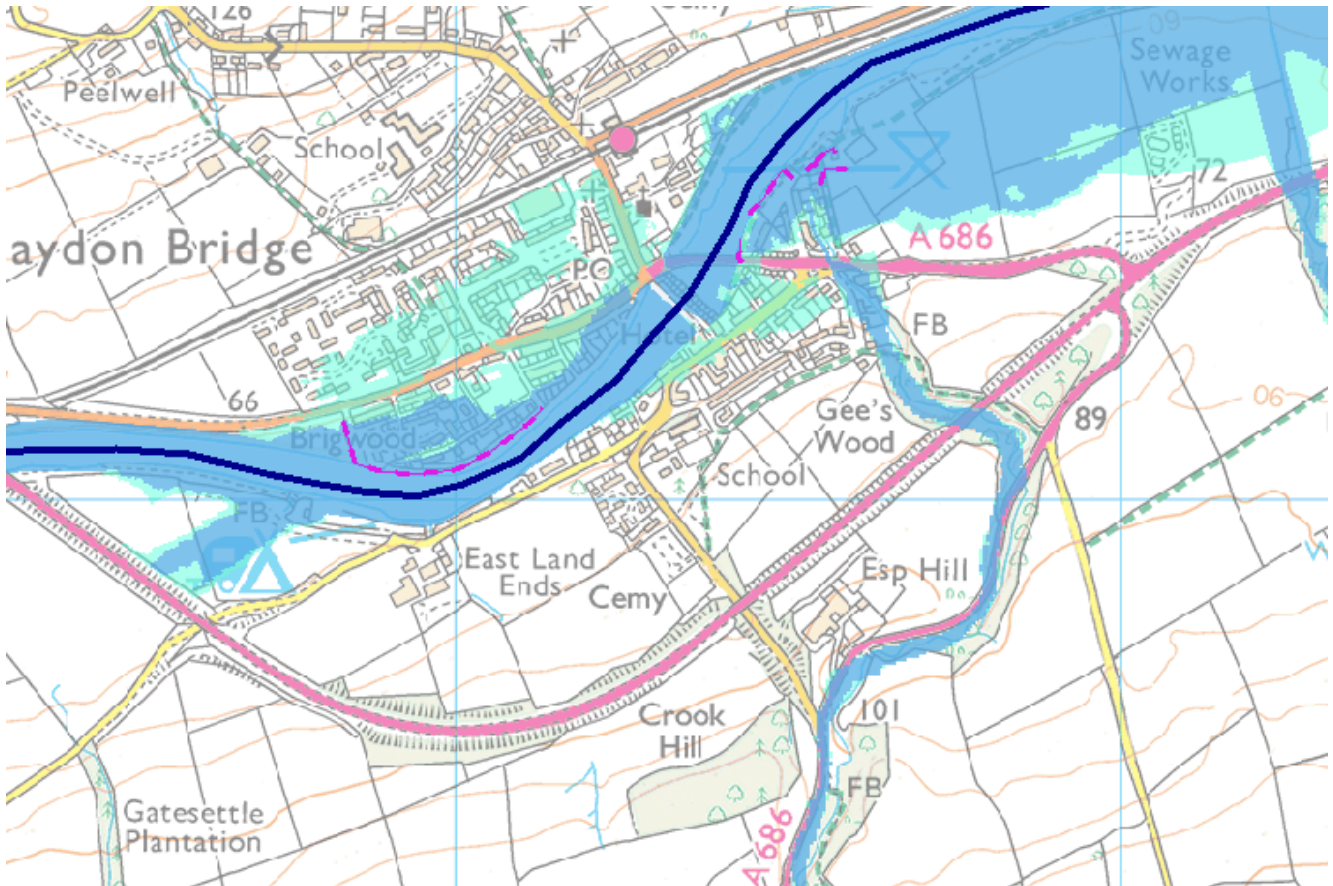 126
09
Sewage
Works
Peelwell
School
72
aydon Bridge
PO
A 686
Hotel
FB
66
06
Brigwood
Gee's
Wood
89
School
FB
East Land
Ends
Cemy
Esp Hill
Crook
Hill
101
FB
Gatesettle
Plantation
A 686